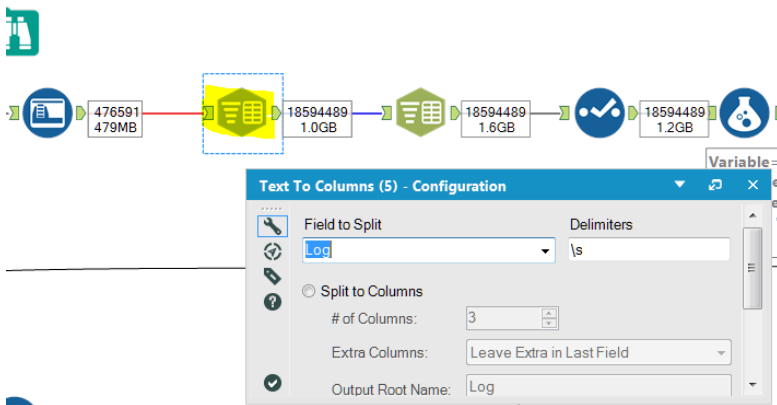 476591
479MB
18594489
1.0GB
18594489
1.6GB
18594489
1.2GB
Variable=
Text To Columns (5) - Configuration
Field to Split
Delimiters
Log
\s
Split to Columns
# of Columns:
3
Extra Columns:
Leave Extra in Last Field
Output Root Name:
Log